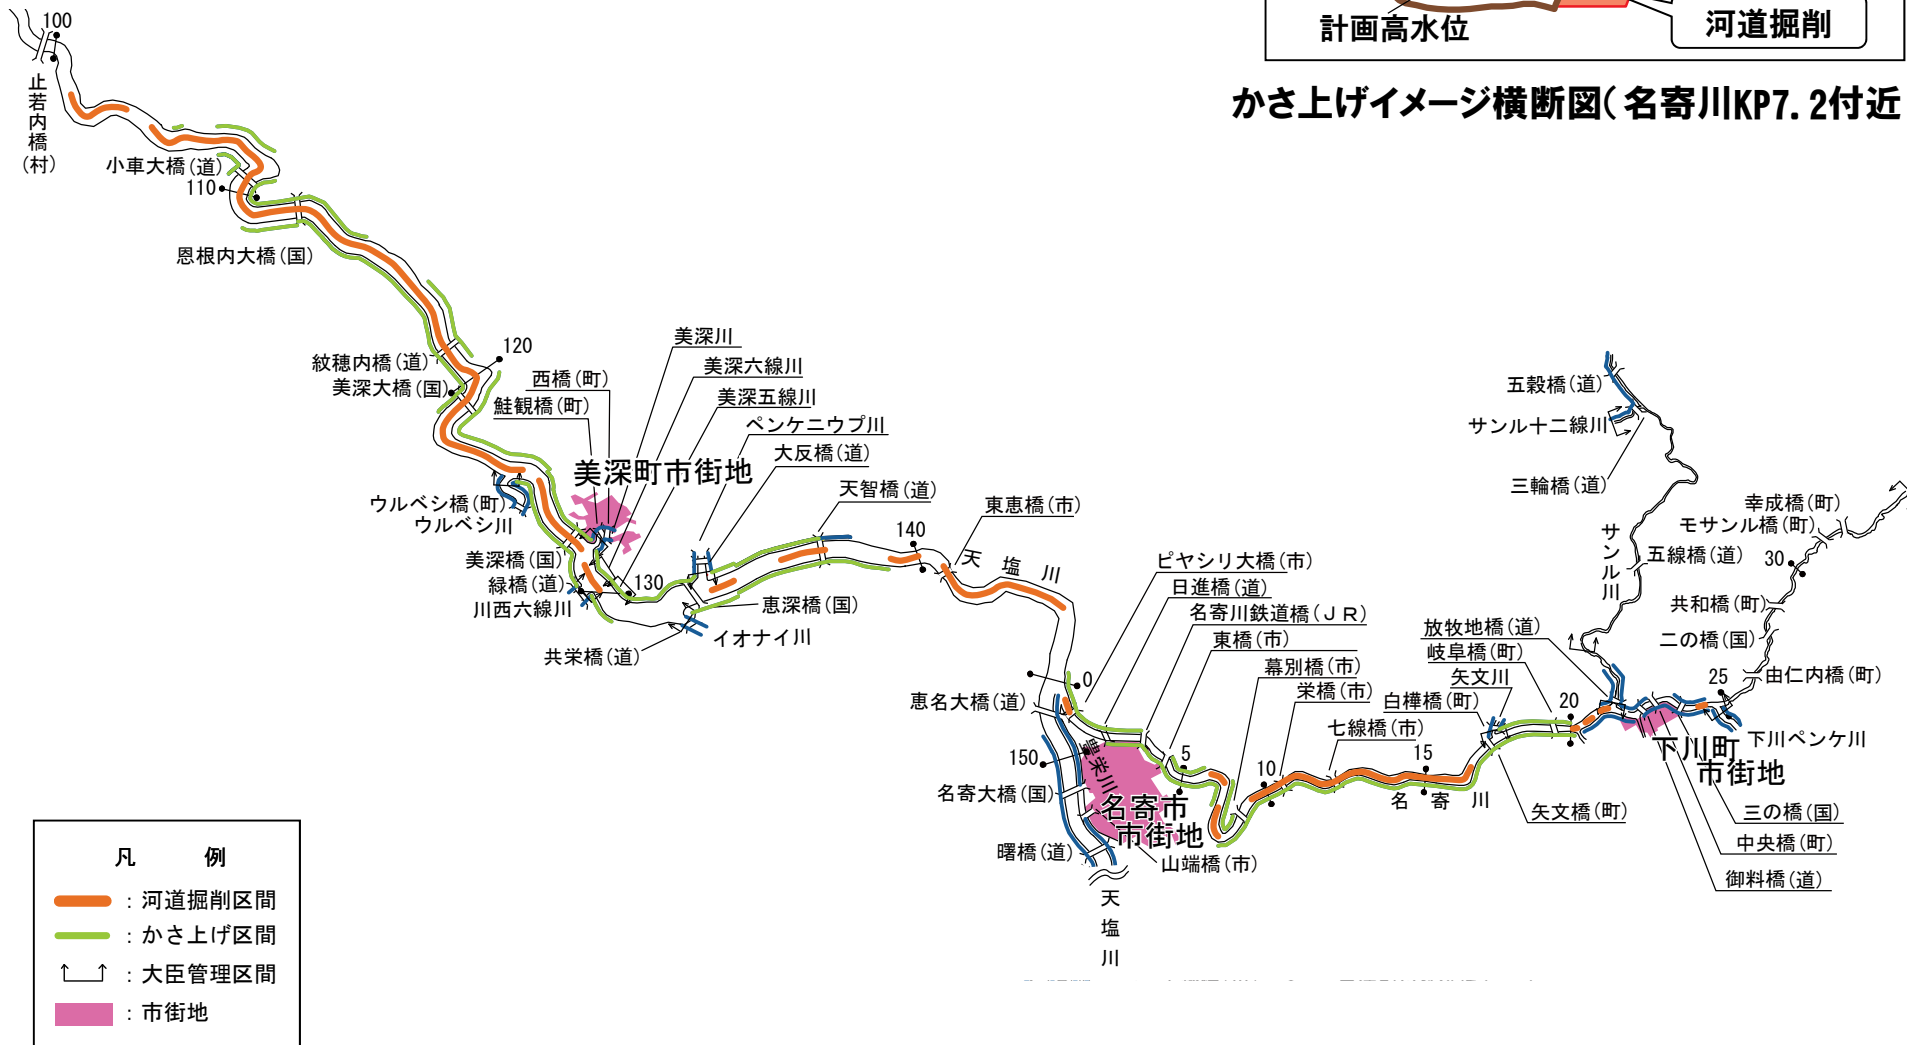 計画高水位
河道掘削
かさ上げイメージ横断図(名寄川KP7.2付近
100
止若内橋(村)
小車大橋(道)
110
恩根内大橋(国)
紋穂内橋(道)
120
美深大橋(国)
美深川
美深六線川
西橋(町)
美深五線川
鮭観橋(町)
ペンケニウプ川
大反橋(道)
美深町市街地
天智橋(道)
ウルベシ橋(町)
ウルベシ川
140
東恵橋(市)
天塩川
美深橋(国)
緑橋(道)
130
川西六線川
恵深橋(国)
イオナイ川
共栄橋(道)
五穀橋(道)
サンル十二線川
三輪橋(道)
幸成橋(町)
モサンル橋(町)
サンル川
五線橋(道)
30
共和橋(町)
二の橋(国)
ピヤシリ大橋(市)
日進橋(道)
名寄川鉄道橋(JR)
東橋(市)
幕別橋(市)
栄橋(市)
放牧地橋(道)
岐阜橋(町)
矢文川
白樺橋(町)
七線橋(市)
由仁内橋(町)
25
20
0
恵名大橋(道)
150
豊栄川
5
10
15
名寄川
下川町
市街地
下川ペンケ川
名寄大橋(国)
名寄市
市街地
矢文橋(町)
三の橋(国)
中央橋(町)
御料橋(道)
曙橋(道)
山端橋(市)
天塩川
凡例
:河道掘削区間
:かさ上げ区間
:大臣管理区間
:市街地